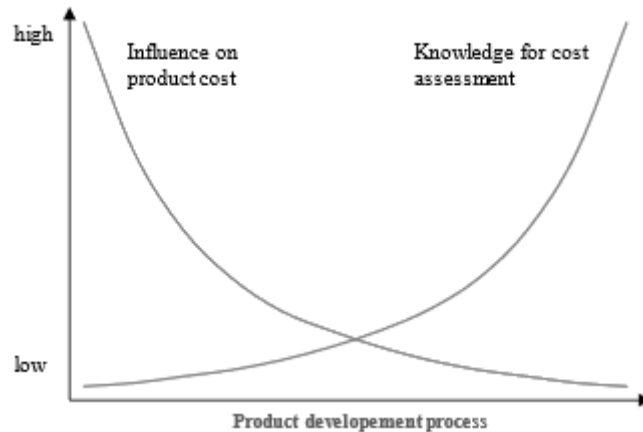 high
Influence on
product cost
Knowledge for cost
assessment
low
Product developement process